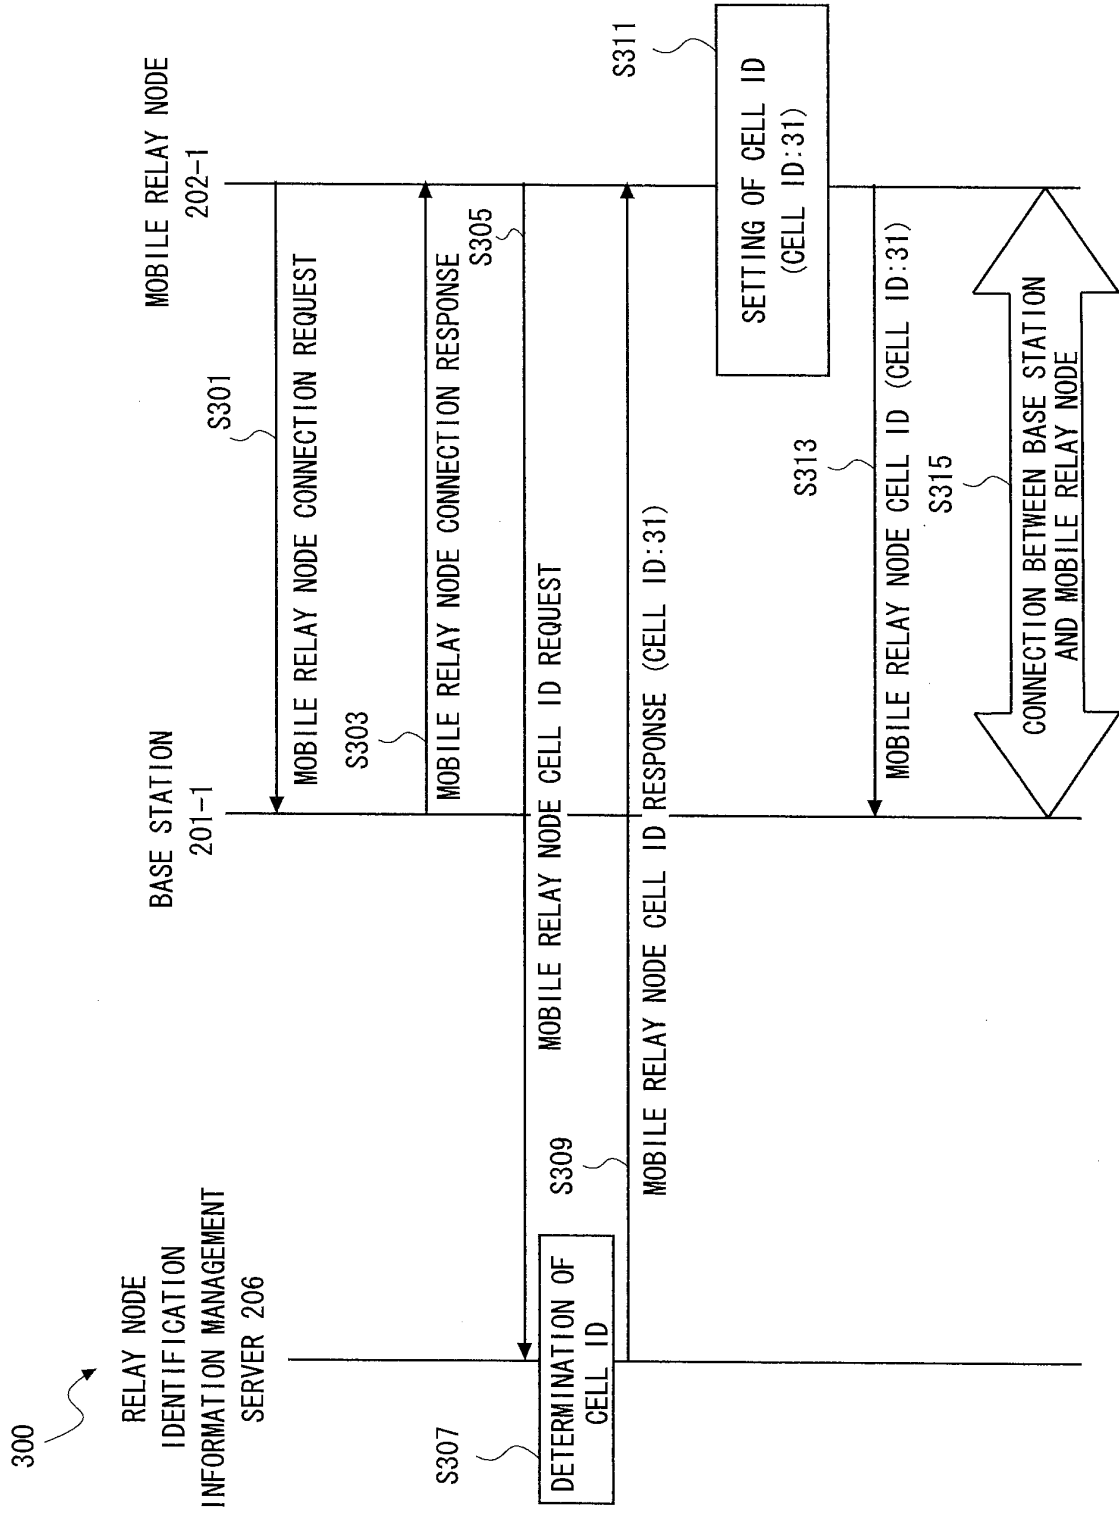 300
RELAY NODE
IDENTIFICATION
INFORMATION MANAGEMENT
SERVER 206
BASE STATION
201-1
MOBILE RELAY NODE
202-1
S301
MOBILE RELAY NODE CONNECTION REQUEST
S303
MOBILE RELAY NODE CONNECTION RESPONSE
S305
MOBILE RELAY NODE CELL ID REQUEST
S307
DETERMINATION OF
CELL ID
S309
MOBILE RELAY NODE CELL ID RESPONSE (CELL ID:31)
S311
SETTING OF CELL ID
(CELL ID:31)
S313
MOBILE RELAY NODE CELL ID (CELL ID:31)
S315
CONNECTION BETWEEN BASE STATION
AND MOBILE RELAY NODE